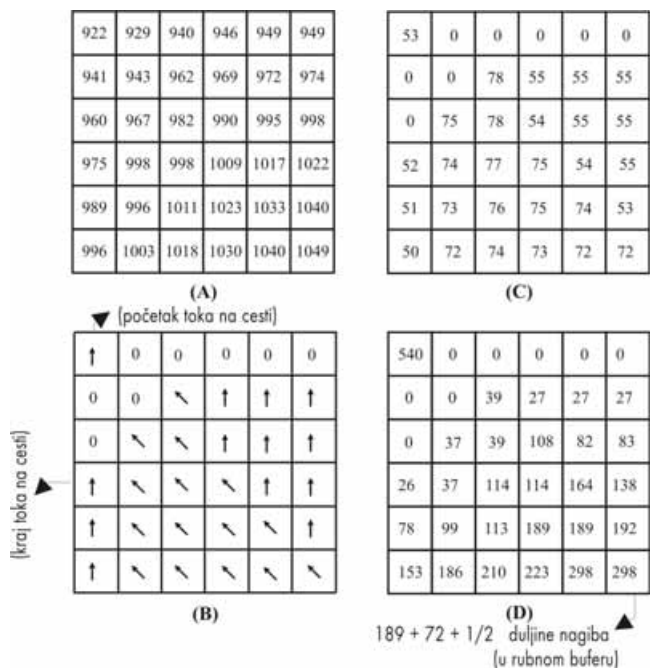 922 929 940 946 949 949
941 943 962 969 972 974
960 967 982 990 995 998
975 998 998 1009 1017 1022
989 996 1011 1023 1033 1040
996 1003 1018 1030 1040 1049
(A)
53 0 0 0 0 0
0 0 78 55 55 55
0 75 78 54 55 55
52 74 77 75 54 55
51 73 76 75 74 53
50 72 74 73 72 72
(C)
(početak toka na cesti)
0 0 0 0 0
0 0
0
(kraj toka na cesti)
(B)
540 0 0 0 0 0
0 0 39 27 27 27
0 37 39 108 82 83
26 37 114 114 164 138
78 99 113 189 189 192
153 186 210 223 298 298
(D)
189 + 72 + 1/2 duljine nagiba
(u rubnom buferu)